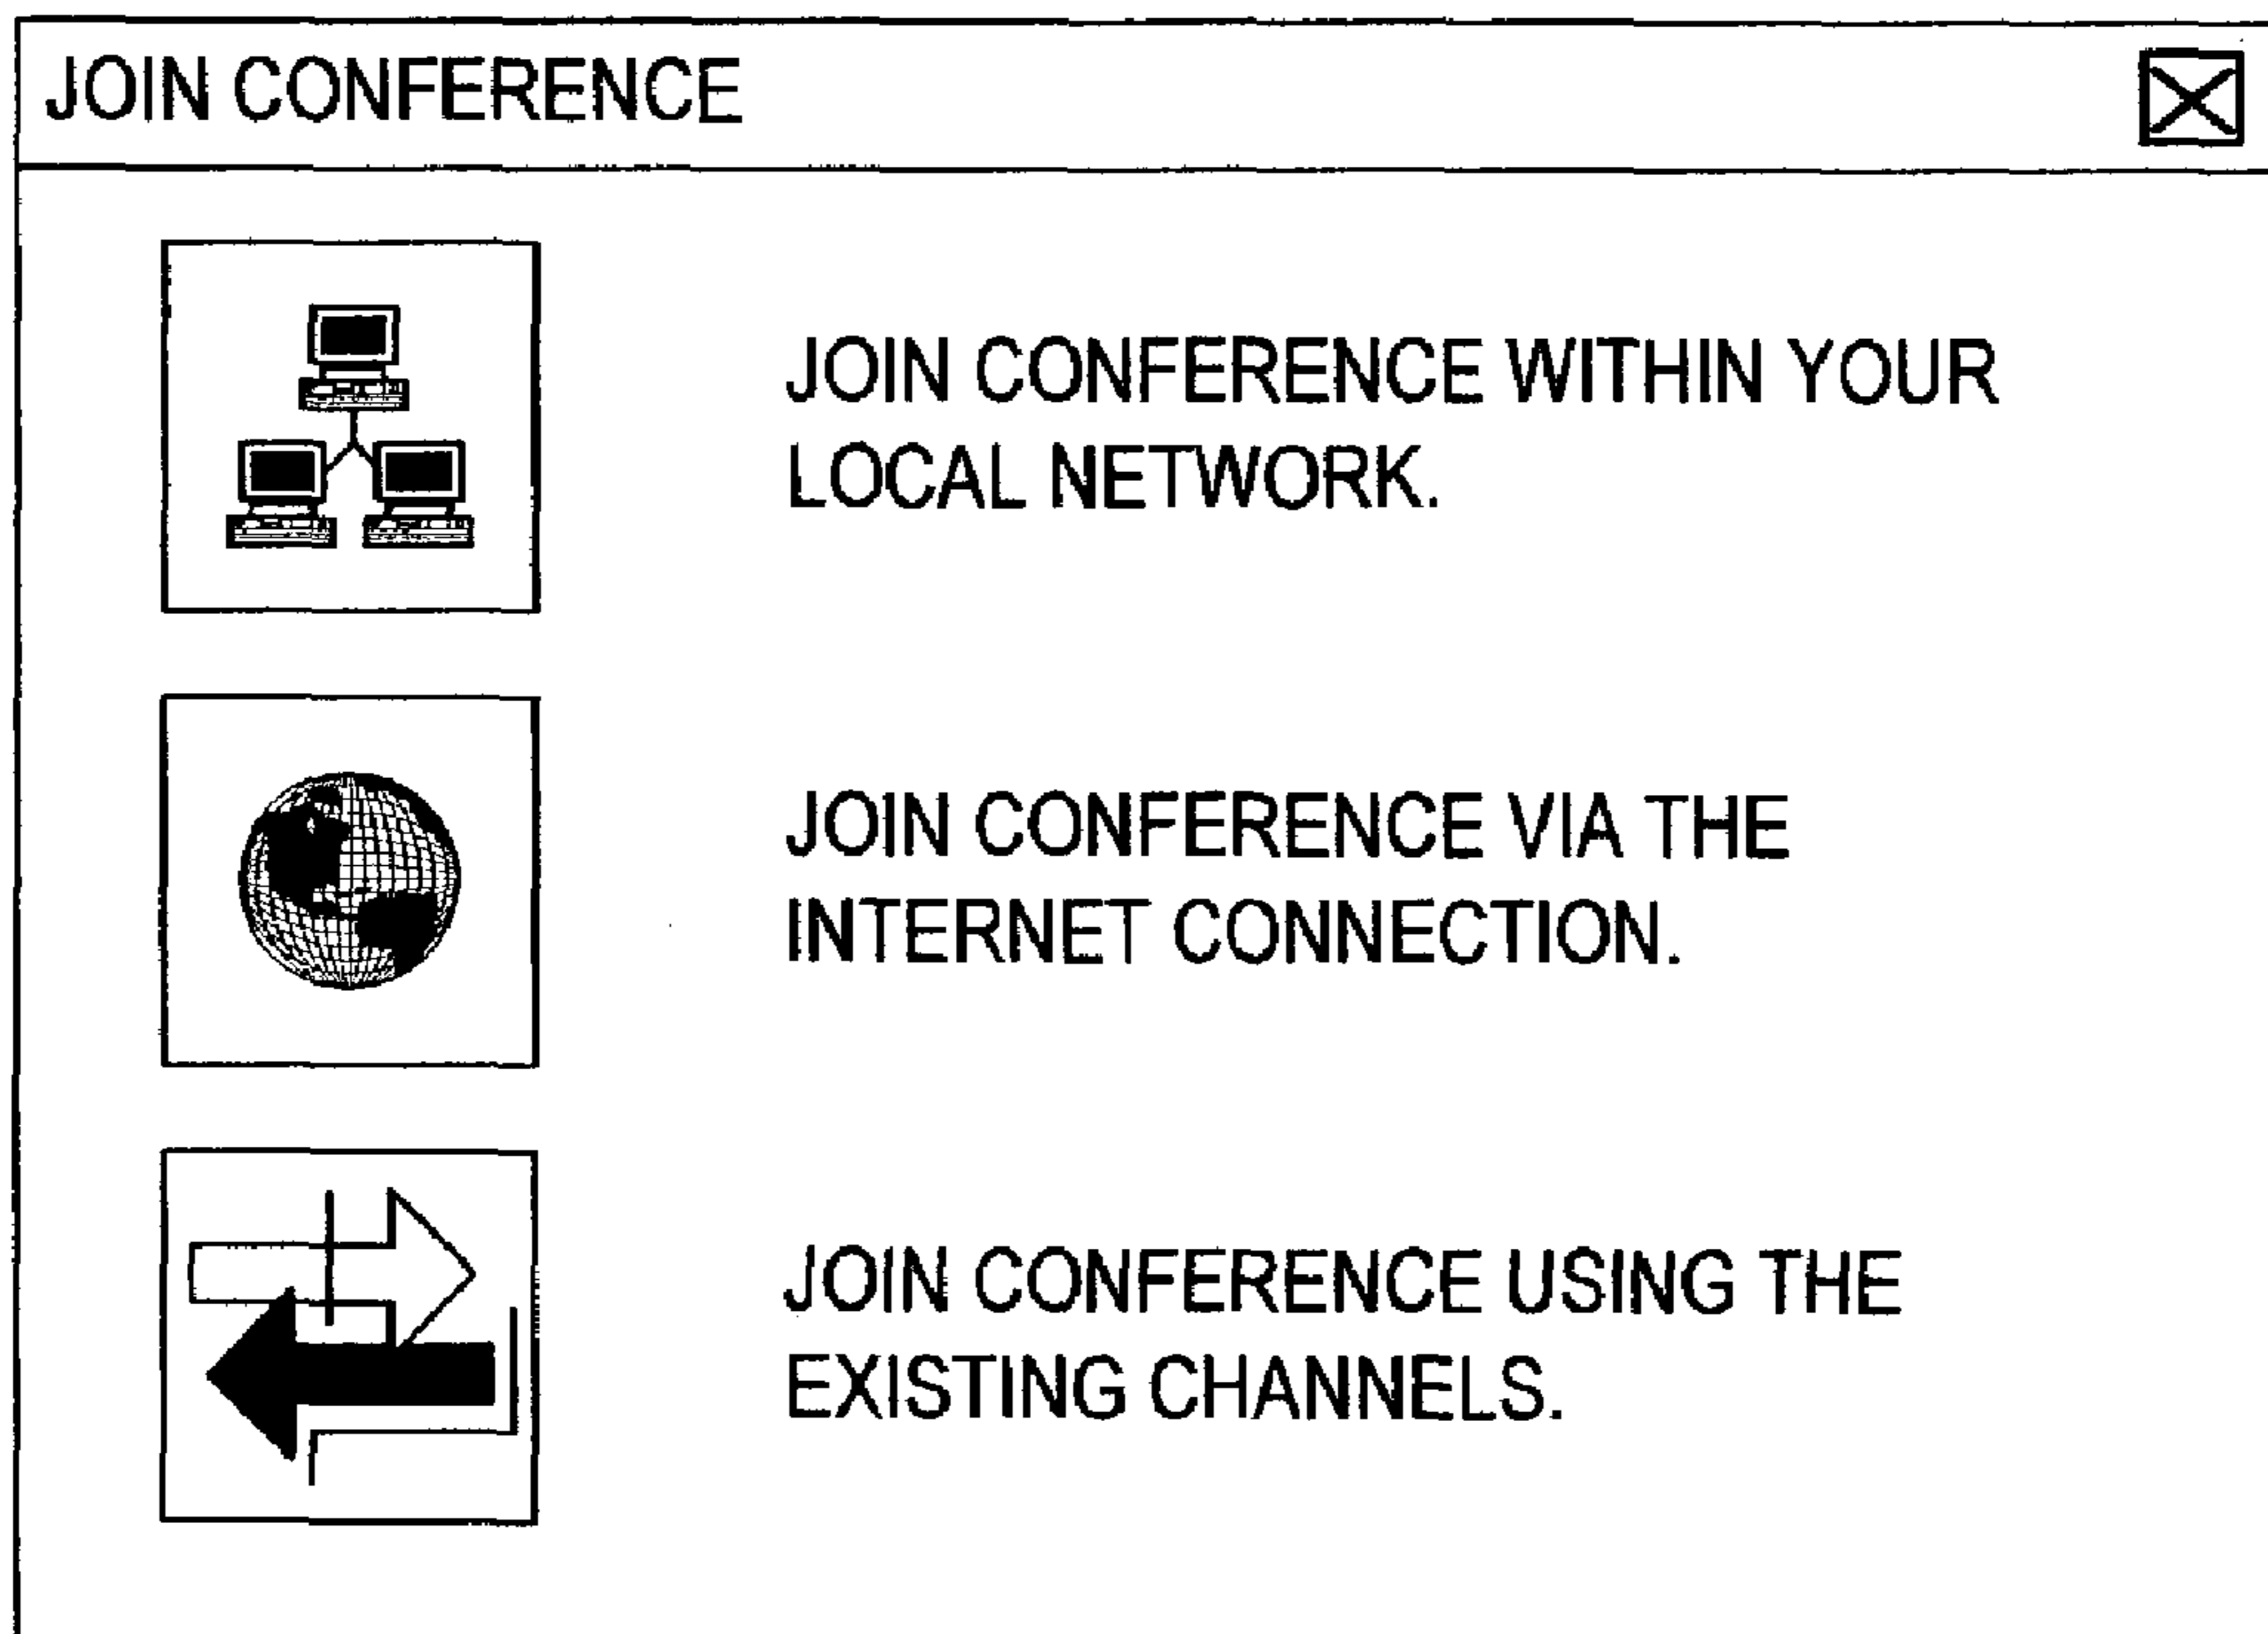 JOIN CONFERENCE
JOIN CONFERENCE WITHIN YOUR
LOCAL NETWORK.
JOIN CONFERENCE VIA THE
INTERNET CONNECTION.
JOIN CONFERENCE USING THE
EXISTING CHANNELS.